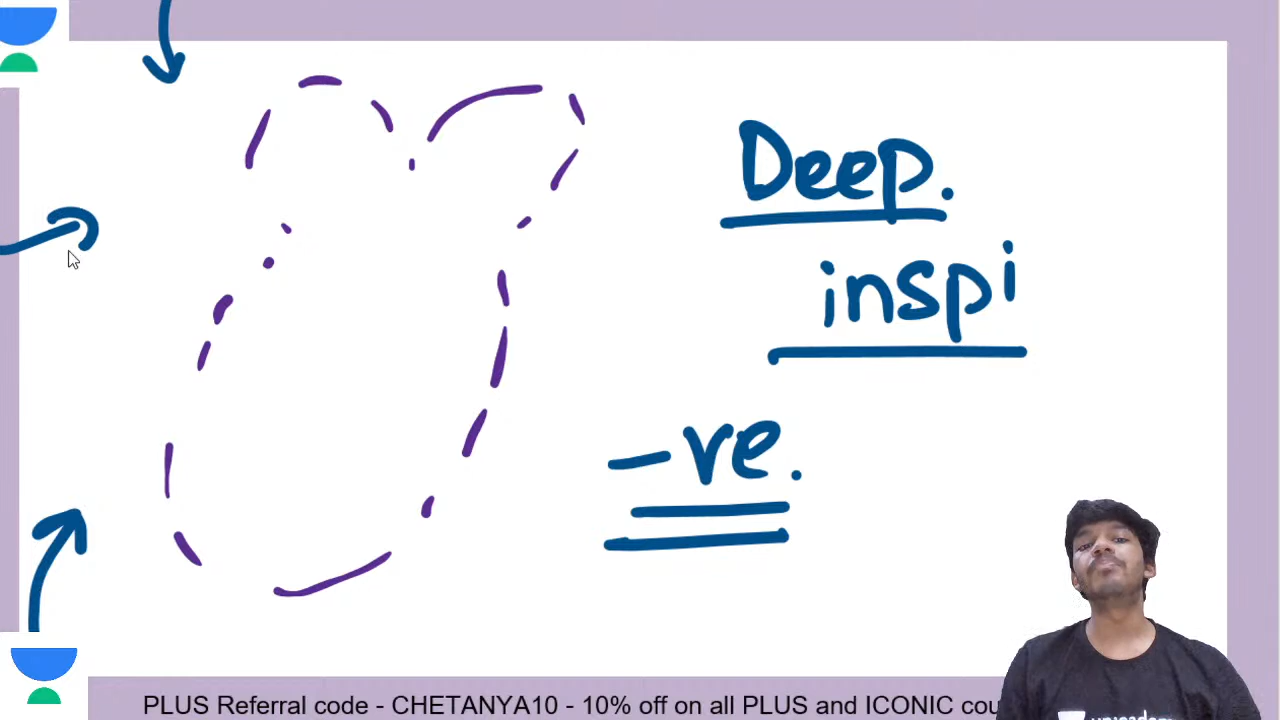 Deep.
inspi
-ve.
PLUS Referral code - CHETANYA10 - 10% off on all PLUS and ICONIC cou